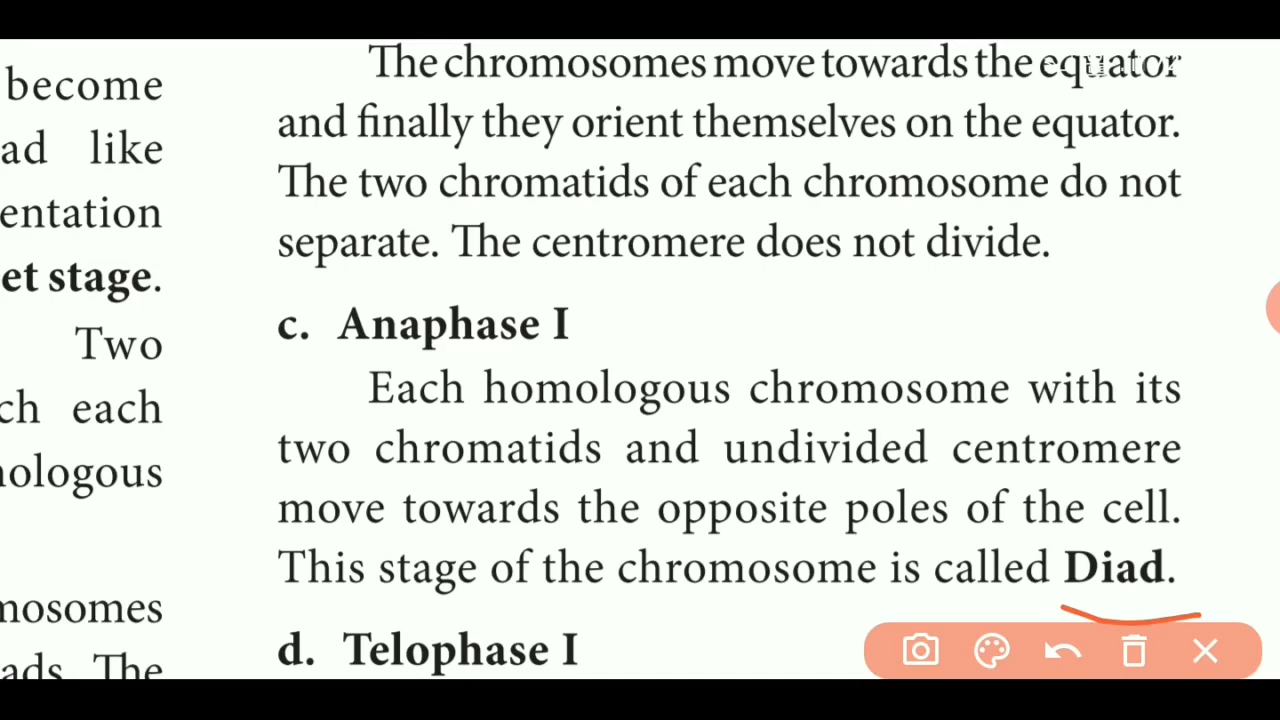 become
ad like
entation
et stage.
Two
ch each
ologous
mosomes
ads. The
The chromosomes move towards the equator
and finally they orient themselves on the equator.
The two chromatids of each chromosome do not
separate. The centromere does not divide.
c. Anaphase I
Each homologous chromosome with its
two chromatids and undivided centromere
move towards the opposite poles of the cell.
This stage of the chromosome is called Diad.
d. Telophase I